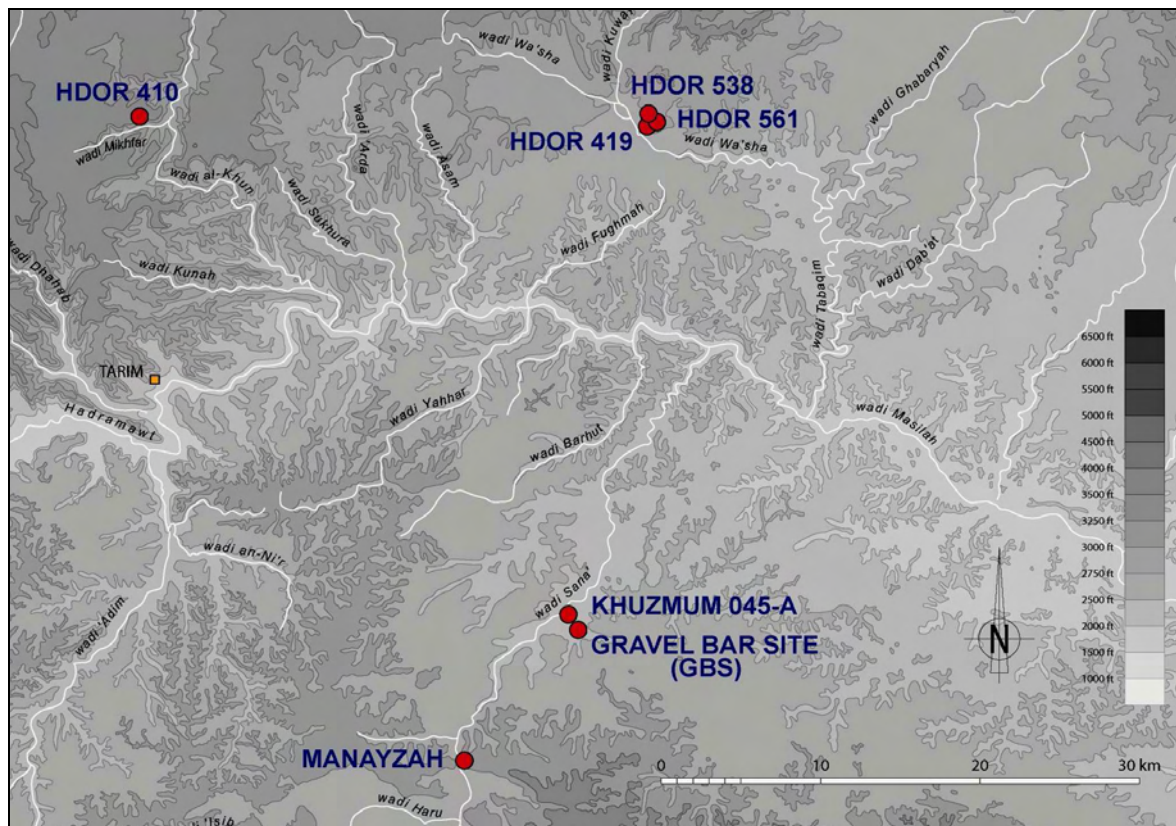 wadi Wa'sha
HDOR 410
HDOR 538
wadi Ghabaryah
HDOR 561
HDOR 419
wadi Mikhfar
wadi 'Arda
wadi Asam
wadi Wa'sha
wadi al-Khun
wadi Sukhura
wadi Fughmah
wadi Dhahab
wadi Kunah
wadi Dab'at
wadi Tabaqim
6500 ft
6000 ft
5500 ft
5000 ft
4500 ft
4000 ft
3500 ft
3250 ft
3000 ft
2750 ft
2500 ft
2000 ft
1500 ft
1000 ft
TARIM
Hadramawt
wadi Yahhar
wadi Barhut
wadi Masilah
wadi en-Ni'r
wadi Sana'
wadi 'Adim
KHUZMUM 045-A
GRAVEL BAR SITE
(GBS)
N
MANAYZAH
0 10 20 30 km
wadi Haru